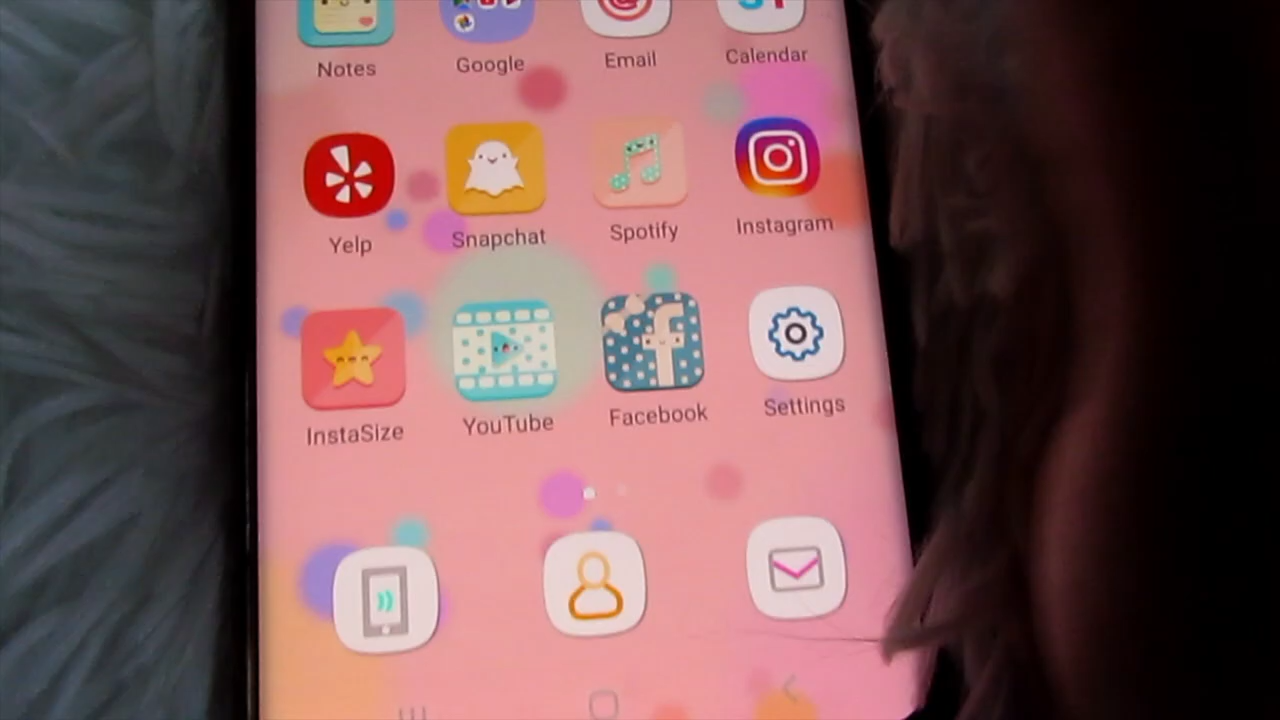 Notes Google Email Calendar
Yelp Snapchat Spotify Instagram
InstaSize YouTube Facebook Settings